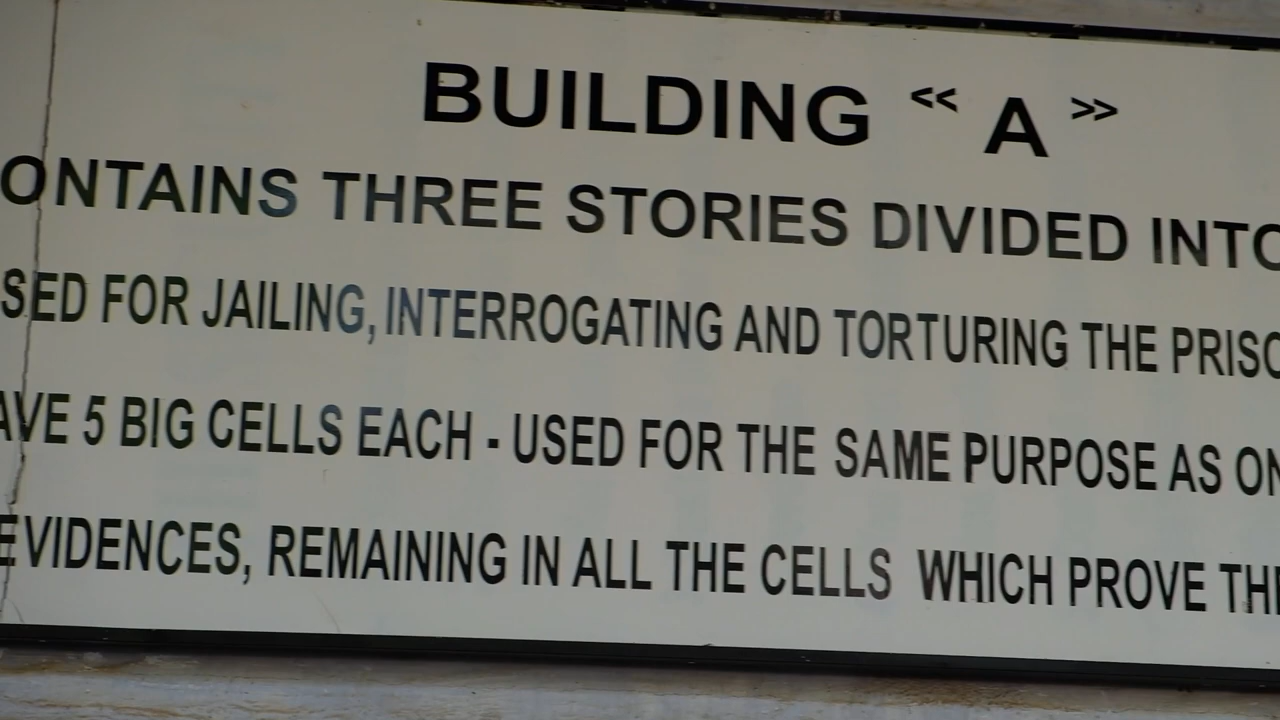 BUILDING << A >>
ONTAINS THREE STORIES DIVIDED INTO
SED FOR JAILING, INTERROGATING AND TORTURING THE PRISO
AVE 5 BIG CELLS EACH - USED FOR THE SAME PURPOSE AS ON
EVIDENCES, REMAINING IN ALL THE CELLS WHICH PROVE THE